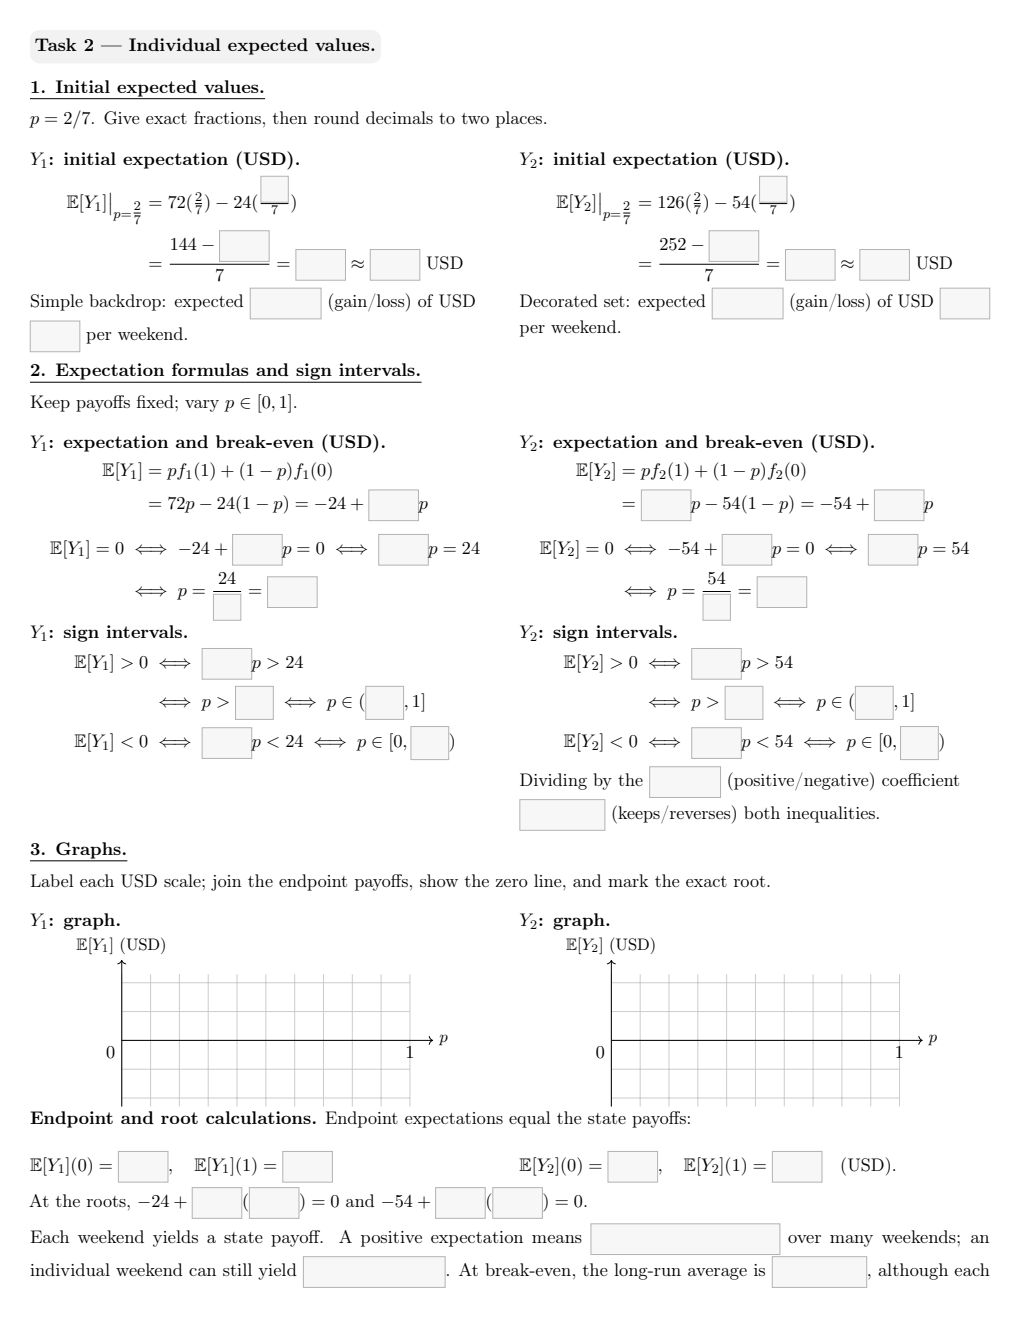 Task 2 — Individual expected values.
1. Initial expected values.
p = 2/7. Give exact fractions, then round decimals to two places.
Y₁: initial expectation (USD).
𝔼[Y₁]|ₚ₌₂⁄₇ = 72(2/7) − 24( /7)
= (144 − )/7 = ≈ USD
Simple backdrop: expected (gain/loss) of USD
per weekend.
Y₂: initial expectation (USD).
𝔼[Y₂]|ₚ₌₂⁄₇ = 126(2/7) − 54( /7)
= (252 − )/7 = ≈ USD
Decorated set: expected (gain/loss) of USD
per weekend.
2. Expectation formulas and sign intervals.
Keep payoffs fixed; vary p ∈ [0, 1].
Y₁: expectation and break-even (USD).
𝔼[Y₁] = pf₁(1) + (1 − p)f₁(0)
= 72p − 24(1 − p) = −24 + p
𝔼[Y₁] = 0 ⟺ −24 + p = 0 ⟺ p = 24
⟺ p = 24/ =
Y₁: sign intervals.
𝔼[Y₁] > 0 ⟺ p > 24
⟺ p > ⟺ p ∈ ( , 1]
𝔼[Y₁] < 0 ⟺ p < 24 ⟺ p ∈ [0, )
Y₂: expectation and break-even (USD).
𝔼[Y₂] = pf₂(1) + (1 − p)f₂(0)
= p − 54(1 − p) = −54 + p
𝔼[Y₂] = 0 ⟺ −54 + p = 0 ⟺ p = 54
⟺ p = 54/ =
Y₂: sign intervals.
𝔼[Y₂] > 0 ⟺ p > 54
⟺ p > ⟺ p ∈ ( , 1]
𝔼[Y₂] < 0 ⟺ p < 54 ⟺ p ∈ [0, )
Dividing by the (positive/negative) coefficient
(keeps/reverses) both inequalities.
3. Graphs.
Label each USD scale; join the endpoint payoffs, show the zero line, and mark the exact root.
Y₁: graph.
𝔼[Y₁] (USD)
p
0 1
Y₂: graph.
𝔼[Y₂] (USD)
p
0 1
Endpoint and root calculations. Endpoint expectations equal the state payoffs:
𝔼[Y₁](0) = , 𝔼[Y₁](1) = 𝔼[Y₂](0) = , 𝔼[Y₂](1) = (USD).
At the roots, −24 + ( ) = 0 and −54 + ( ) = 0.
Each weekend yields a state payoff. A positive expectation means over many weekends; an
individual weekend can still yield . At break-even, the long-run average is , although each